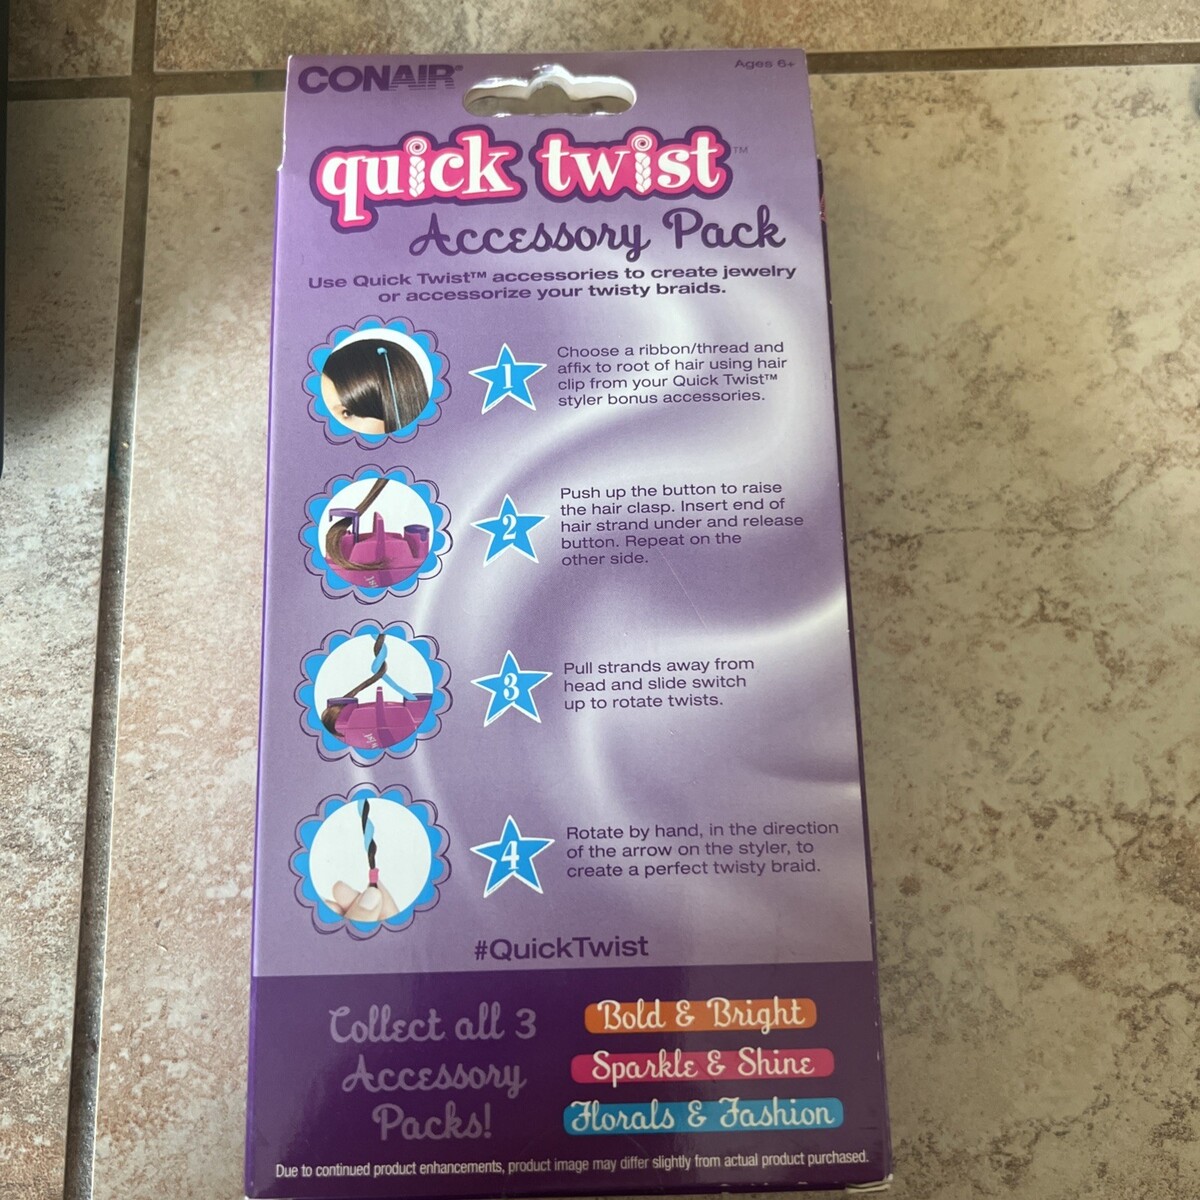 CONAIR®
Ages 6+
quick twist™
Accessory Pack
Use Quick Twist™ accessories to create jewelry
or accessorize your twisty braids.
1
Choose a ribbon/thread and
affix to root of hair using hair
clip from your Quick Twist™
styler bonus accessories.
2
Push up the button to raise
the hair clasp. Insert end of
hair strand under and release
button. Repeat on the
other side.
3
Pull strands away from
head and slide switch
up to rotate twists.
4
Rotate by hand, in the direction
of the arrow on the styler, to
create a perfect twisty braid.
#QuickTwist
Collect all 3
Accessory
Packs!
Bold & Bright
Sparkle & Shine
Florals & Fashion
Due to continued product enhancements, product image may differ slightly from actual product purchased.